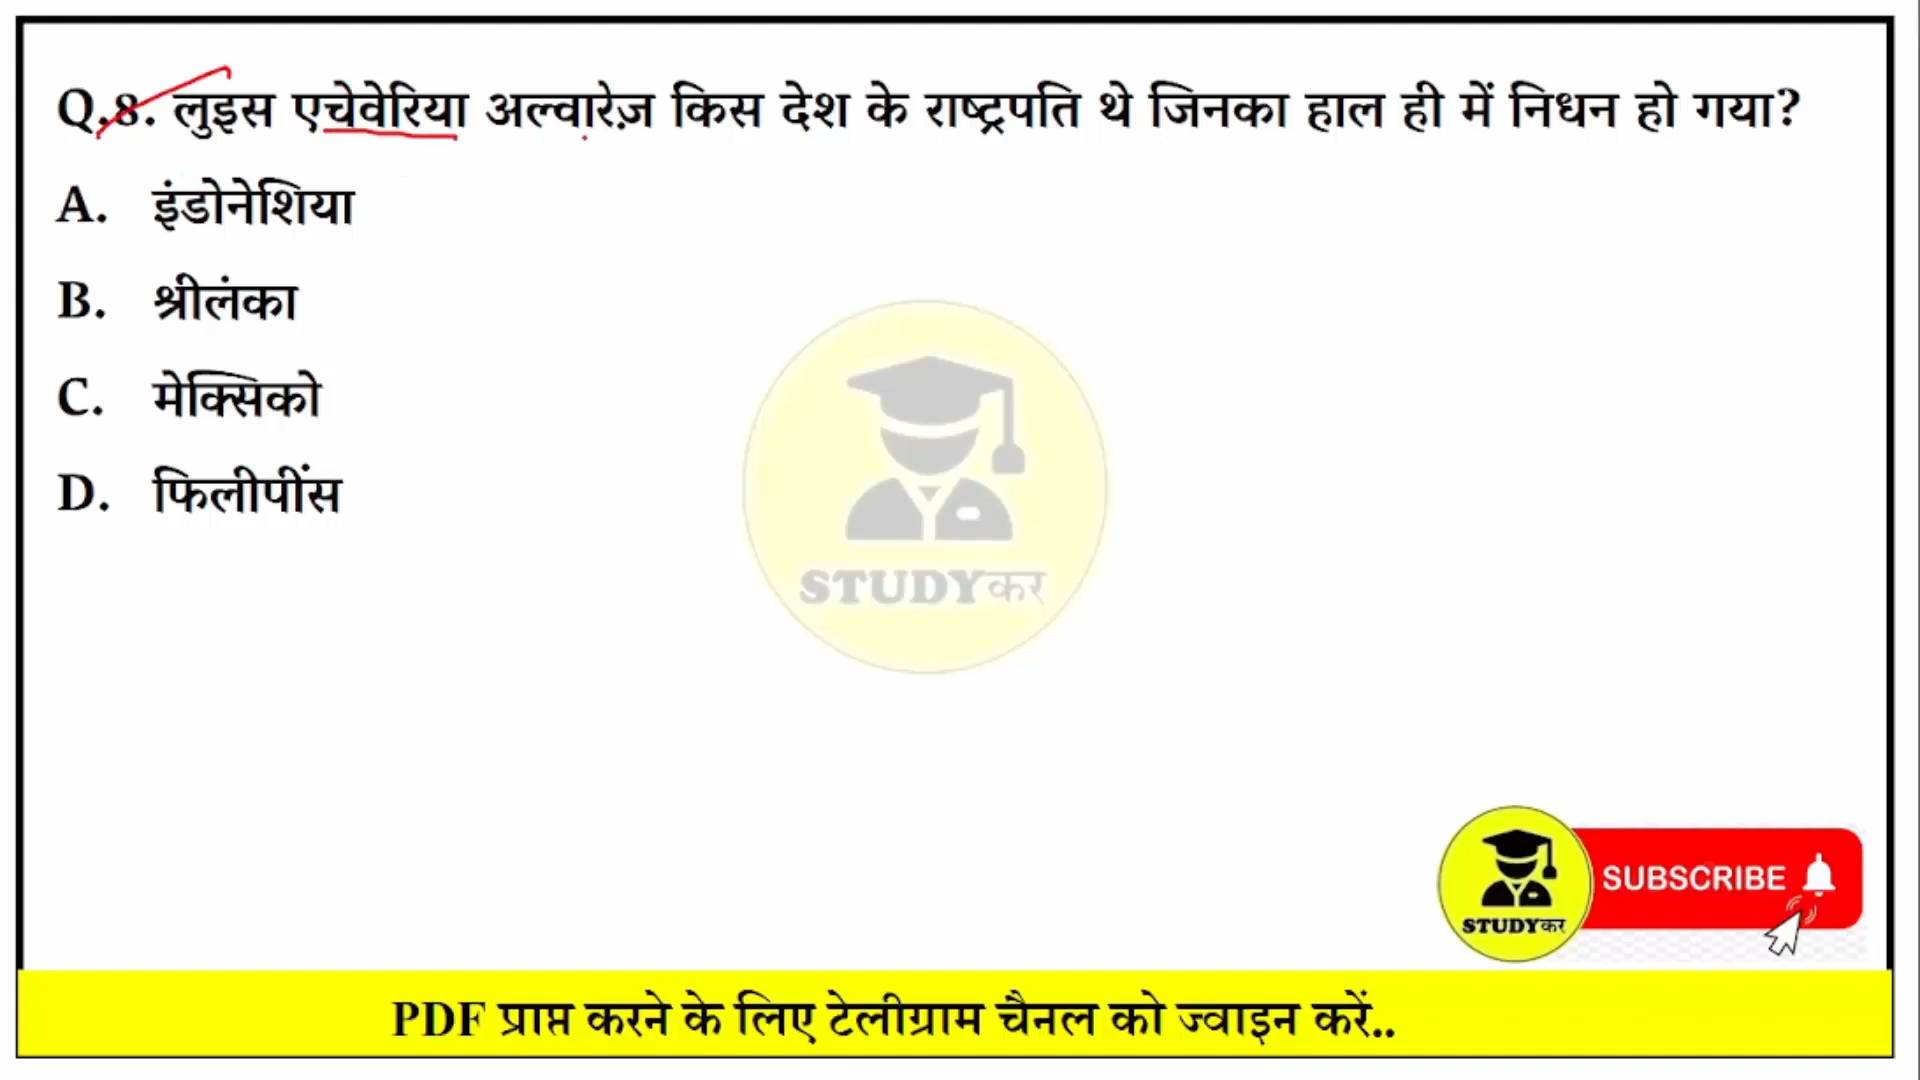 Q.8. लुइस एचेवेरिया अल्वारेज़ किस देश के राष्ट्रपति थे जिनका हाल ही में निधन हो गया?
A. इंडोनेशिया
B. श्रीलंका
C. मेक्सिको
D. फिलीपींस
STUDYकर
SUBSCRIBE
STUDYकर
PDF प्राप्त करने के लिए टेलीग्राम चैनल को ज्वाइन करें..